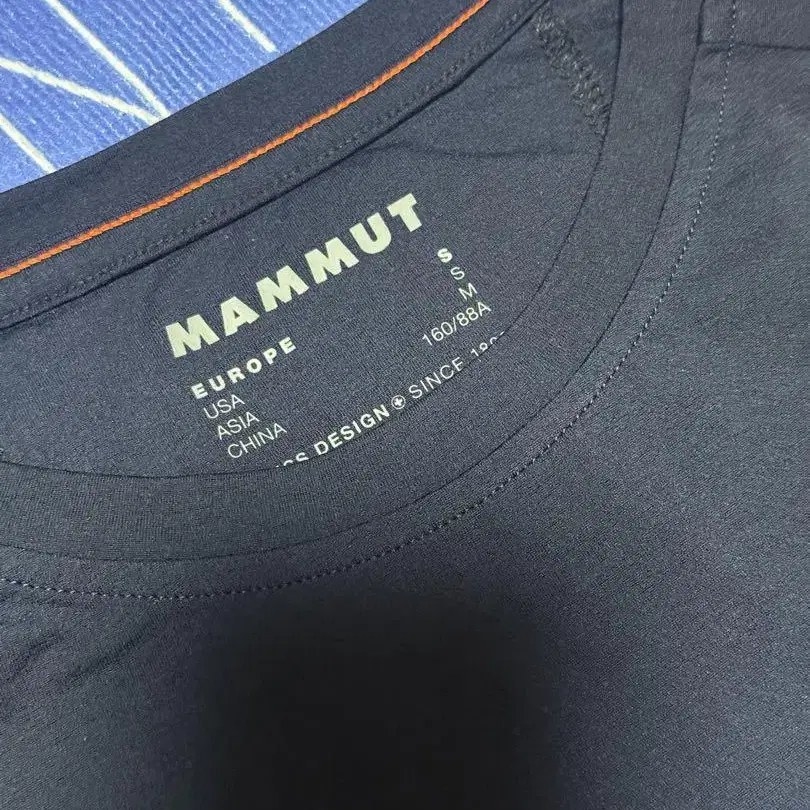 MAMMUT
EUROPE S
USA S
ASIA M
CHINA 160/88A
DESIGN SINCE